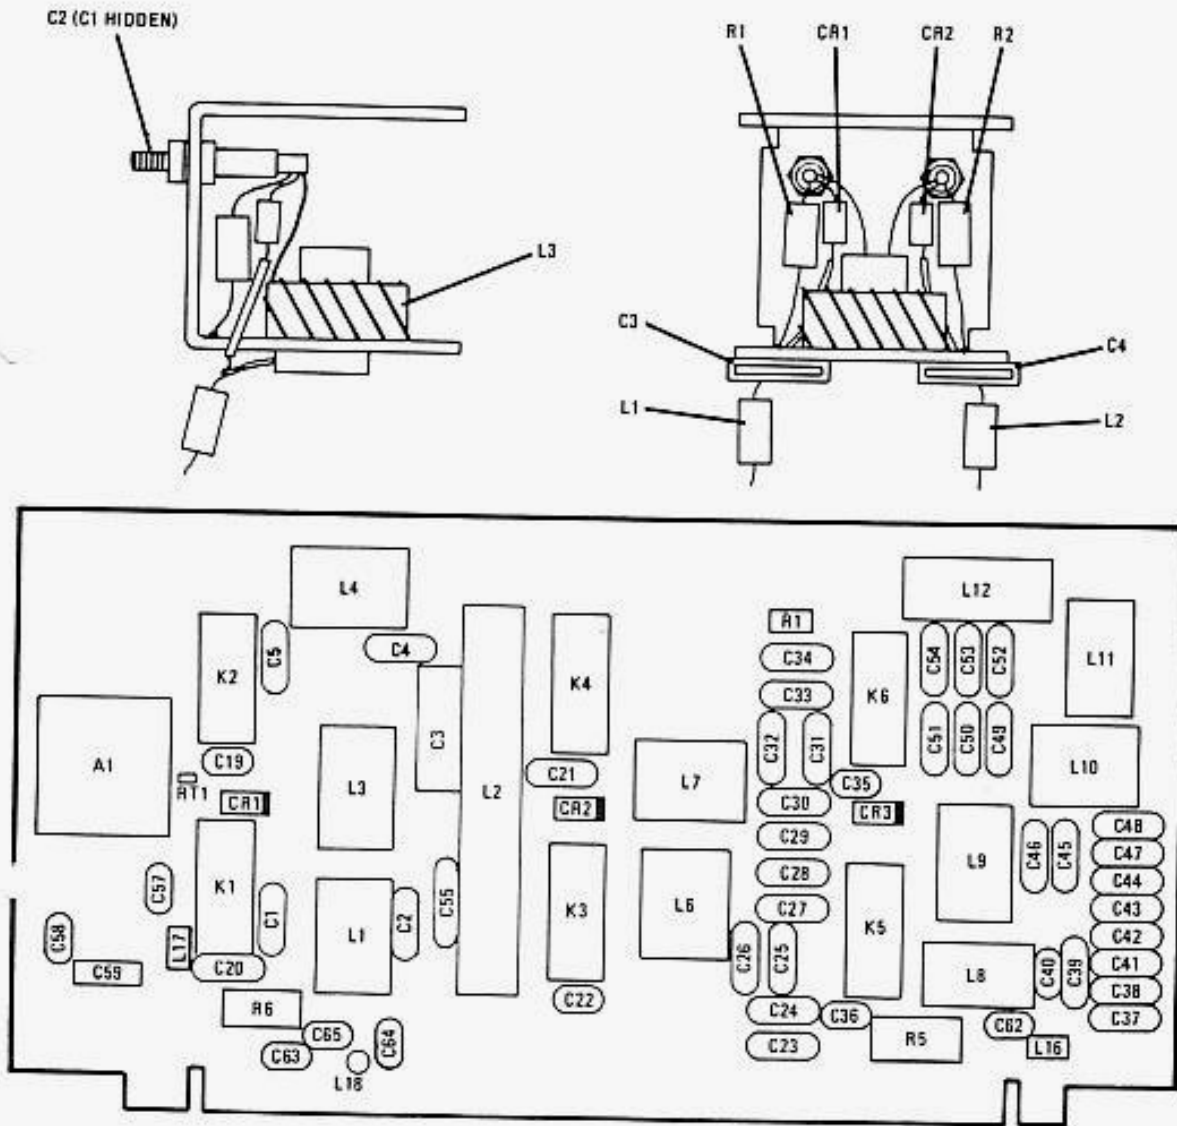 C2 (C1 HIDDEN)
L3
R1
CR1
CR2
R2
C3
C4
L1
L2
L4
L12
R1
C34
C33
C54
C53
C52
L11
K2
C5
C4
K4
K6
A1
C19
RT1
CR1
L3
C3
L2
C21
CR2
L7
C32
C31
C35
C30
CR3
C51
C50
C49
L10
C29
C28
C27
L9
C46
C45
C48
C47
C44
C43
C42
C41
C38
C37
C57
K1
C1
L1
C2
C55
K3
L6
C26
C25
K5
L8
C40
C39
C58
C59
L17
C20
R6
C65
C63
C64
L18
C22
C24
C36
C23
R5
C62
L16